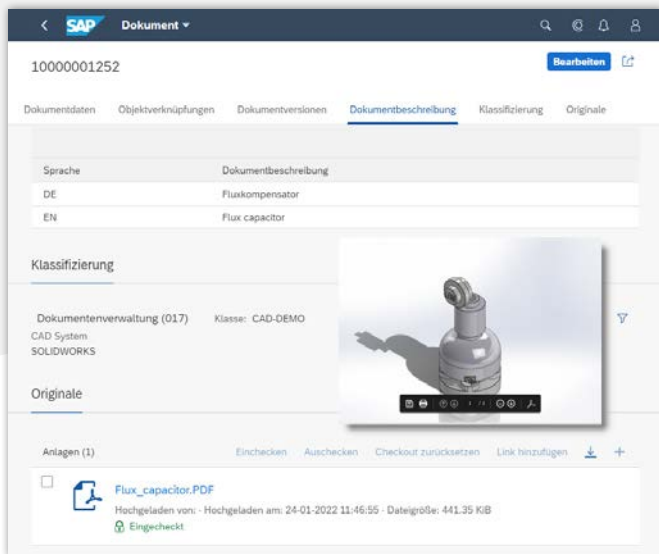 SAP Dokument
10000001252
Bearbeiten
Dokumentdaten Objektverknüpfungen Dokumentversionen Dokumentbeschreibung Klassifizierung Originale
Sprache Dokumentbeschreibung
DE Fluxkompensator
EN Flux capacitor
Klassifizierung
Dokumentenverwaltung (017) Klasse: CAD-DEMO
CAD System
SOLIDWORKS
Originale
Anlagen (1) Einchecken Auschecken Checkout zurücksetzen Link hinzufügen
Flux_capacitor.PDF
Hochgeladen von: · Hochgeladen am: 24-01-2022 11:46:55 · Dateigröße: 441.35 KiB
Eingecheckt